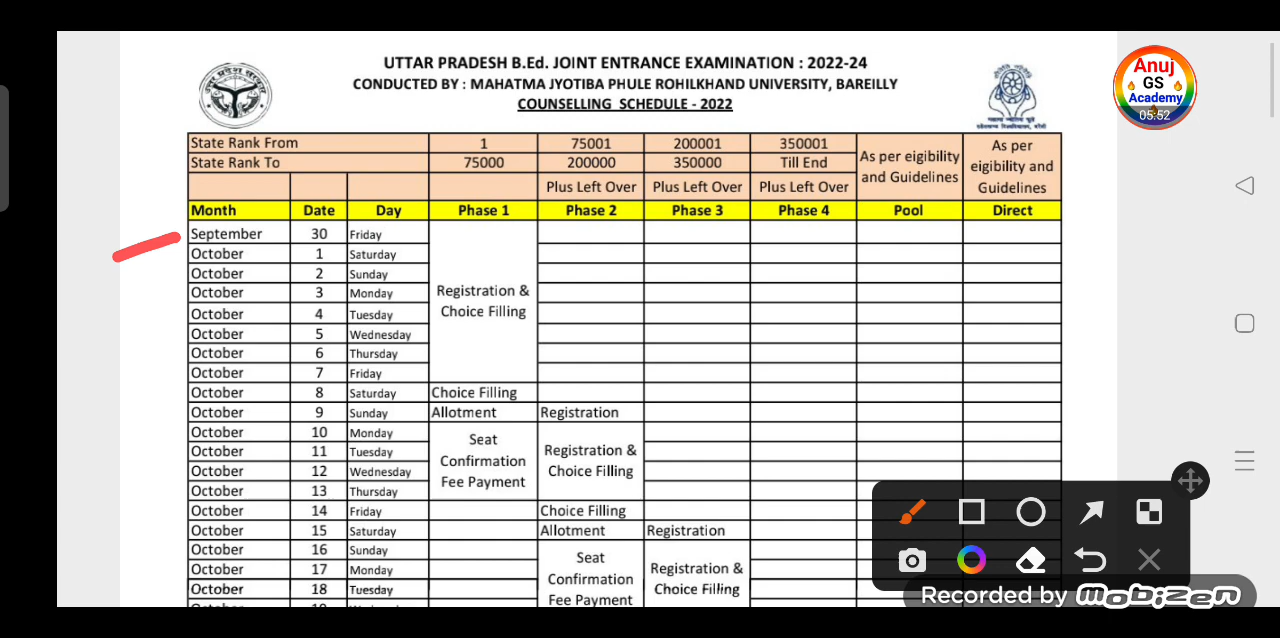 UTTAR PRADESH B.Ed. JOINT ENTRANCE EXAMINATION : 2022-24
CONDUCTED BY : MAHATMA JYOTIBA PHULE ROHILKHAND UNIVERSITY, BAREILLY
COUNSELLING SCHEDULE - 2022
Anuj
GS
Academy
05:52
State Rank From 1 75001 200001 350001 As per eigibility and Guidelines As per eigibility and Guidelines
State Rank To 75000 200000 350000 Till End
Plus Left Over Plus Left Over Plus Left Over
Month Date Day Phase 1 Phase 2 Phase 3 Phase 4 Pool Direct
September 30 Friday
October 1 Saturday
October 2 Sunday
October 3 Monday Registration &
October 4 Tuesday Choice Filling
October 5 Wednesday
October 6 Thursday
October 7 Friday
October 8 Saturday Choice Filling
October 9 Sunday Allotment Registration
October 10 Monday Seat
October 11 Tuesday Confirmation Registration &
October 12 Wednesday Fee Payment Choice Filling
October 13 Thursday
October 14 Friday Choice Filling
October 15 Saturday Allotment Registration
October 16 Sunday Seat
October 17 Monday Confirmation Registration &
October 18 Tuesday Fee Payment Choice Filling
Recorded by mobizen